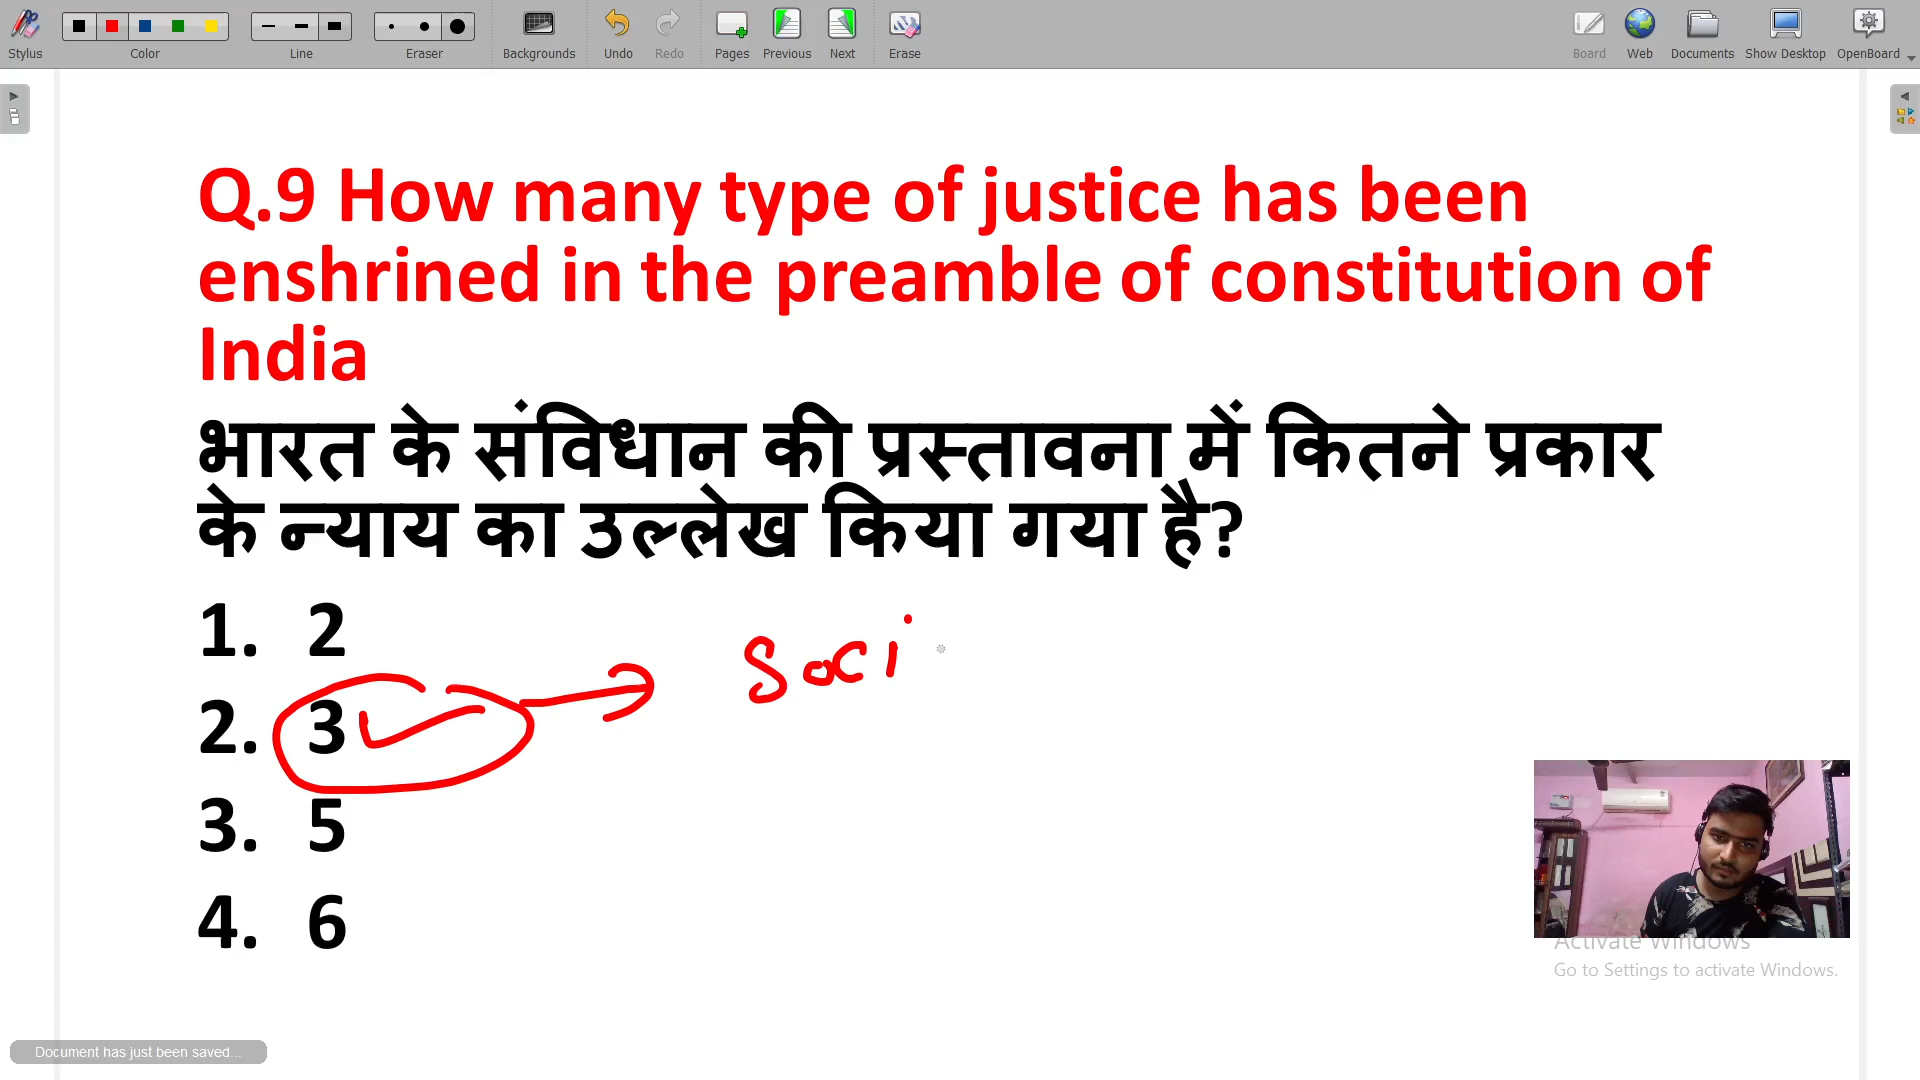 Stylus
Color
Line
Eraser
Backgrounds
Undo
Redo
Pages
Previous
Next
Erase
Board
Web
Documents
Show Desktop
OpenBoard
Q.9 How many type of justice has been
enshrined in the preamble of constitution of
India
भारत के संविधान की प्रस्तावना में कितने प्रकार
के न्याय का उल्लेख किया गया है?
1. 2
Soci
2. 3
3. 5
4. 6
Activate Windows
Go to Settings to activate Windows.
Document has just been saved...